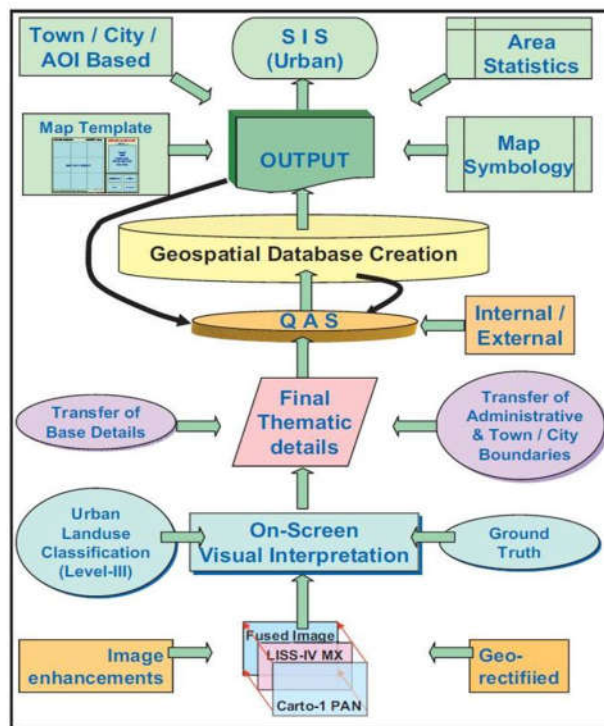 Town / City /
AOI Based
S I S
(Urban)
Area
Statistics
Map Template
OUTPUT
Map
Symbology
Geospatial Database Creation
Q A S
Internal /
External
Transfer of
Base Details
Final
Thematic
details
Transfer of
Administrative
& Town / City
Boundaries
Urban
Landuse
Classification
(Level-III)
On-Screen
Visual Interpretation
Ground
Truth
Image
enhancements
Fused Image
LISS-IV MX
Carto-1 PAN
Geo-
rectifiied